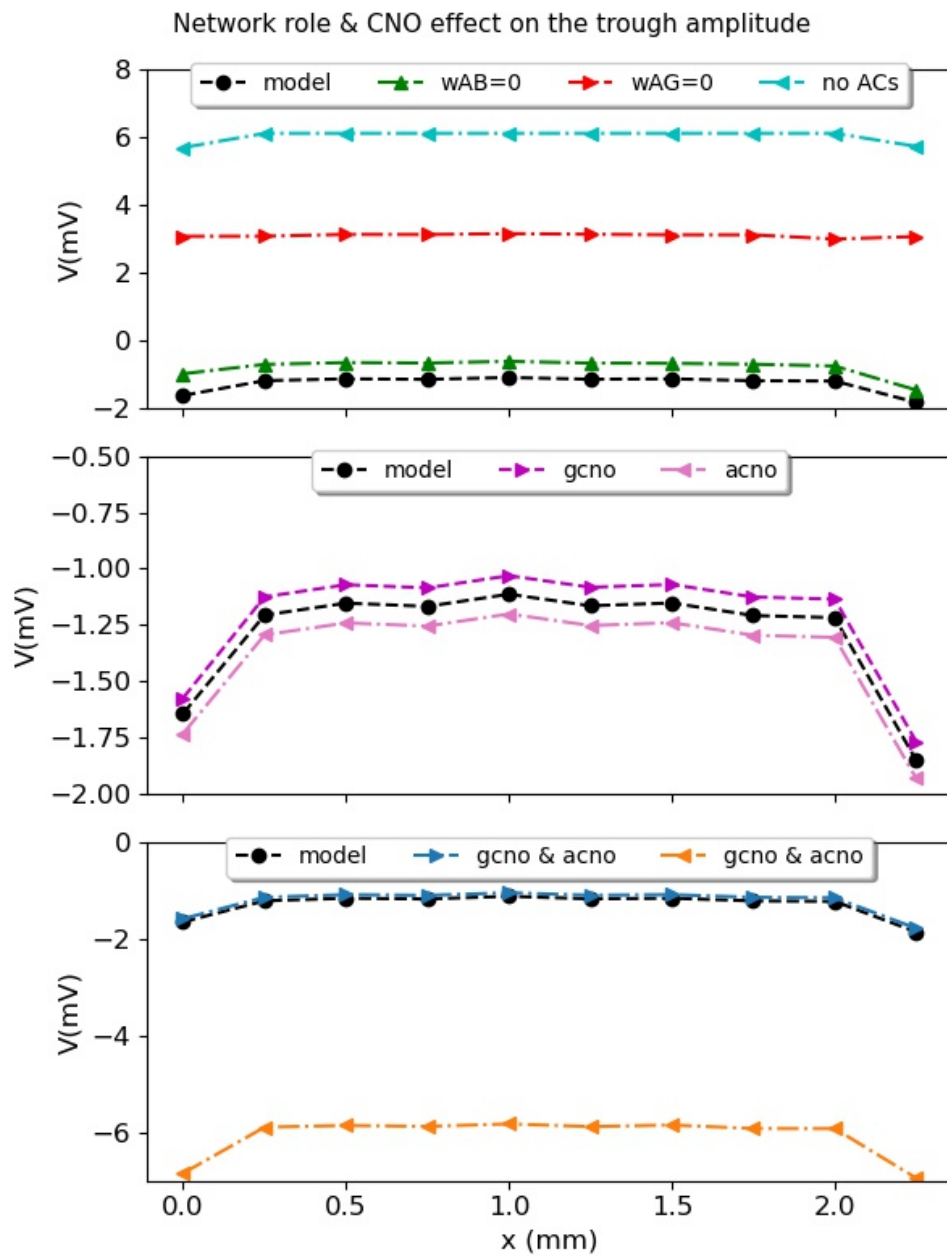 Network role & CNO effect on the trough amplitude
model wAB=0 wAG=0 no ACs
8
6
4
2
0
−2
V(mV)
model gcno acno
−0.50
−0.75
−1.00
−1.25
−1.50
−1.75
−2.00
V(mV)
model gcno & acno gcno & acno
0
−2
−4
−6
V(mV)
0.0 0.5 1.0 1.5 2.0
x (mm)